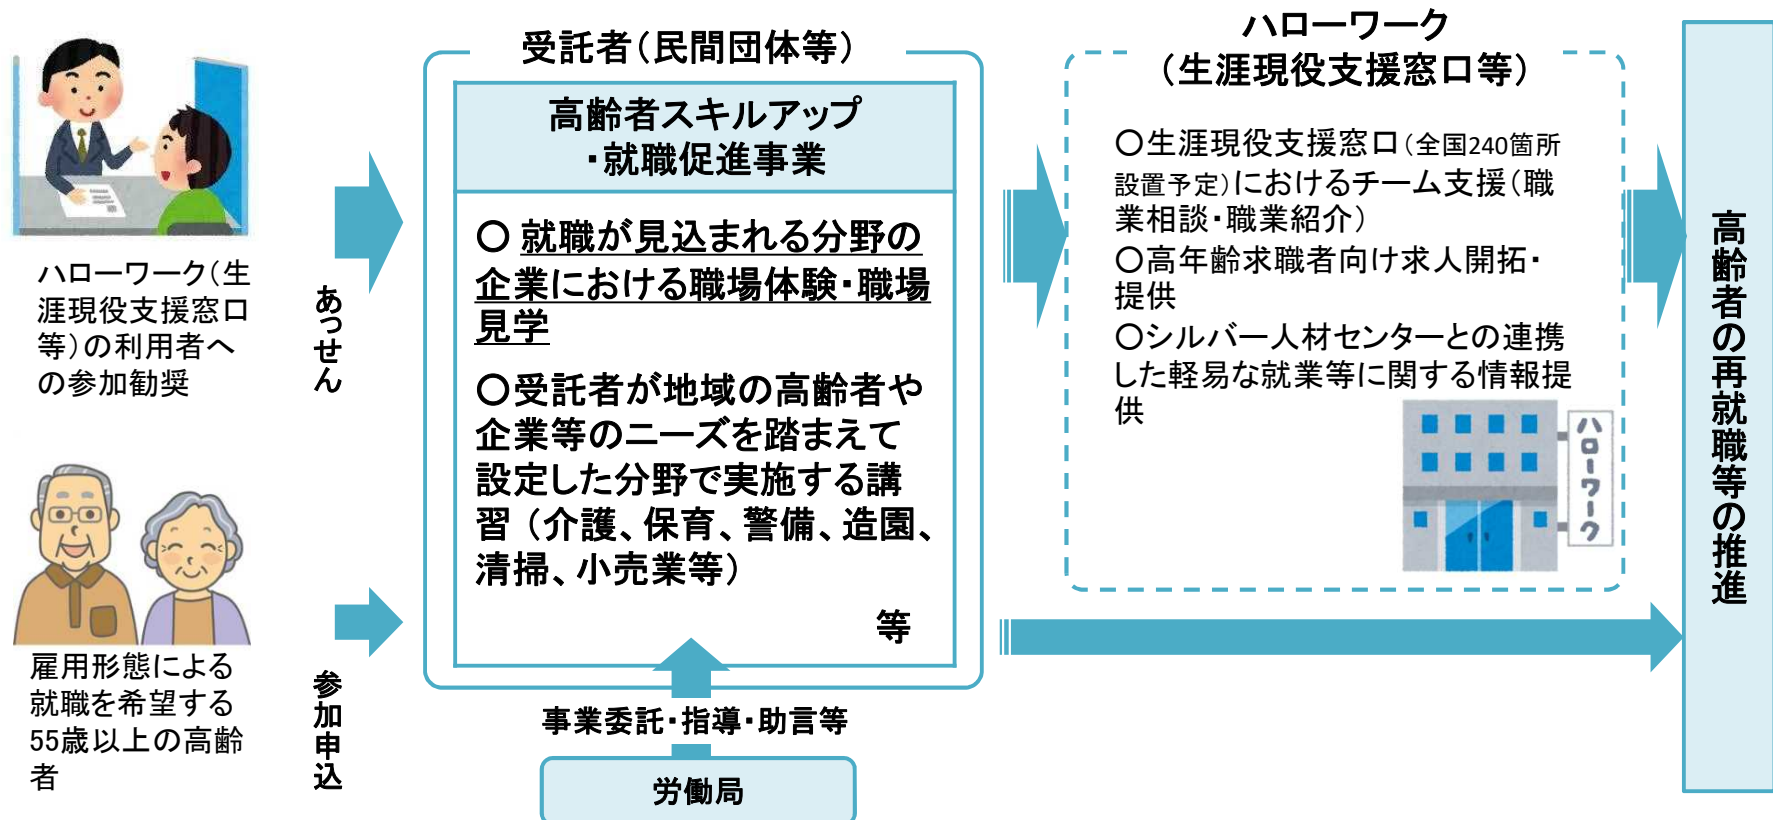 ハローワーク(生
涯現役支援窓口
等)の利用者へ
の参加勧奨
雇用形態による
就職を希望する
55歳以上の高齢
者
あっせん
参加申込
受託者(民間団体等)
高齢者スキルアップ
・就職促進事業
○ 就職が見込まれる分野の
企業における職場体験・職場
見学
○受託者が地域の高齢者や
企業等のニーズを踏まえて
設定した分野で実施する講
習(介護、保育、警備、造園、
清掃、小売業等)
等
事業委託・指導・助言等
労働局
ハローワーク
(生涯現役支援窓口等)
○生涯現役支援窓口(全国240箇所
設置予定)におけるチーム支援(職
業相談・職業紹介)
○高年齢求職者向け求人開拓・
提供
○シルバー人材センターとの連携
した軽易な就業等に関する情報提
供
ハローワーク
高齢者の再就職等の推進